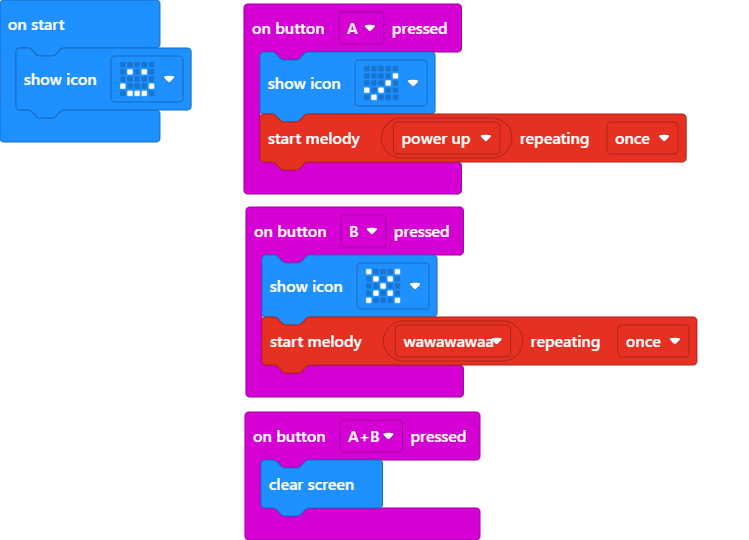 on start
show icon
on button A pressed
show icon
start melody power up repeating once
on button B pressed
show icon
start melody wawawawaa repeating once
on button A+B pressed
clear screen